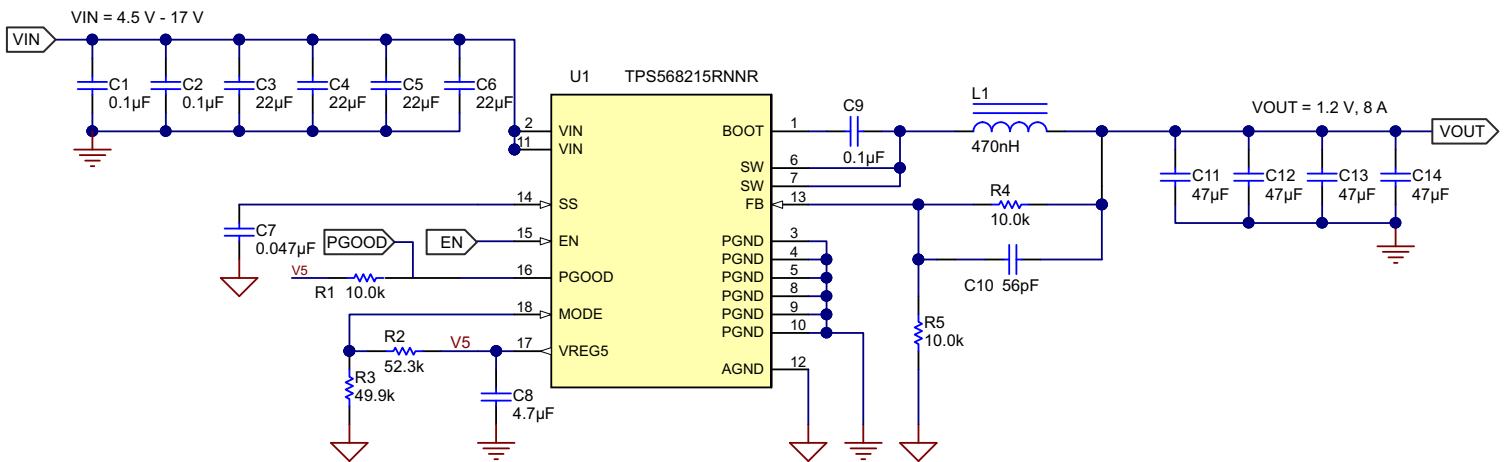 VIN = 4.5 V - 17 V
VIN
C1
0.1µF
C2
0.1µF
C3
22µF
C4
22µF
C5
22µF
C6
22µF
U1
TPS568215RNNR
2
VIN
11
VIN
14
SS
15
EN
16
PGOOD
18
MODE
17
VREG5
BOOT
1
SW
6
SW
7
FB
13
PGND
3
PGND
4
PGND
5
PGND
8
PGND
9
PGND
10
AGND
12
C7
0.047µF
PGOOD
EN
V5
R1 10.0k
R2
52.3k
V5
R3
49.9k
C8
4.7µF
C9
0.1µF
L1
470nH
R4
10.0k
C10 56pF
R5
10.0k
VOUT = 1.2 V, 8 A
VOUT
C11
47µF
C12
47µF
C13
47µF
C14
47µF